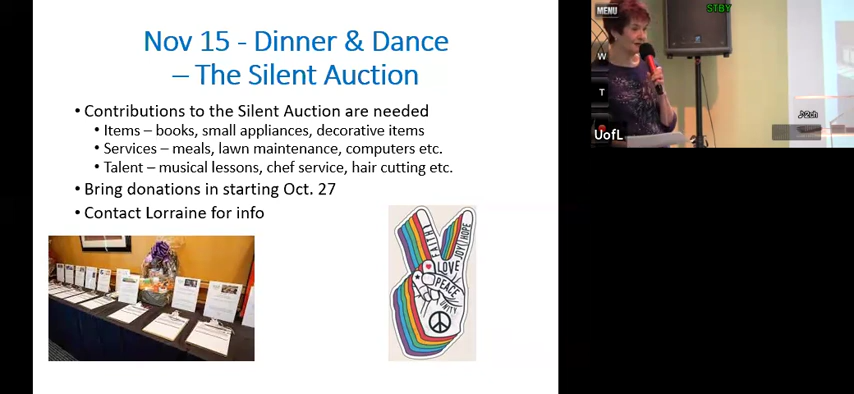 Nov 15 - Dinner & Dance
– The Silent Auction
• Contributions to the Silent Auction are needed
• Items – books, small appliances, decorative items
• Services – meals, lawn maintenance, computers etc.
• Talent – musical lessons, chef service, hair cutting etc.
• Bring donations in starting Oct. 27
• Contact Lorraine for info
FAITH
JOY HOPE
LOVE
PEACE
UNITY
MENU
STBY
W
T
2ch
UofL